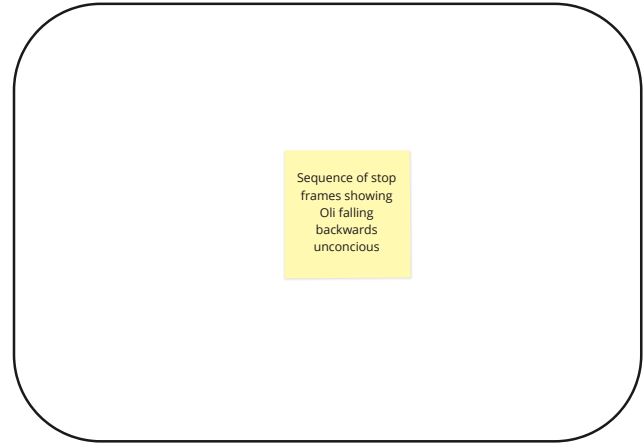 Sequence of stop
frames showing
Oli falling
backwards
unconcious